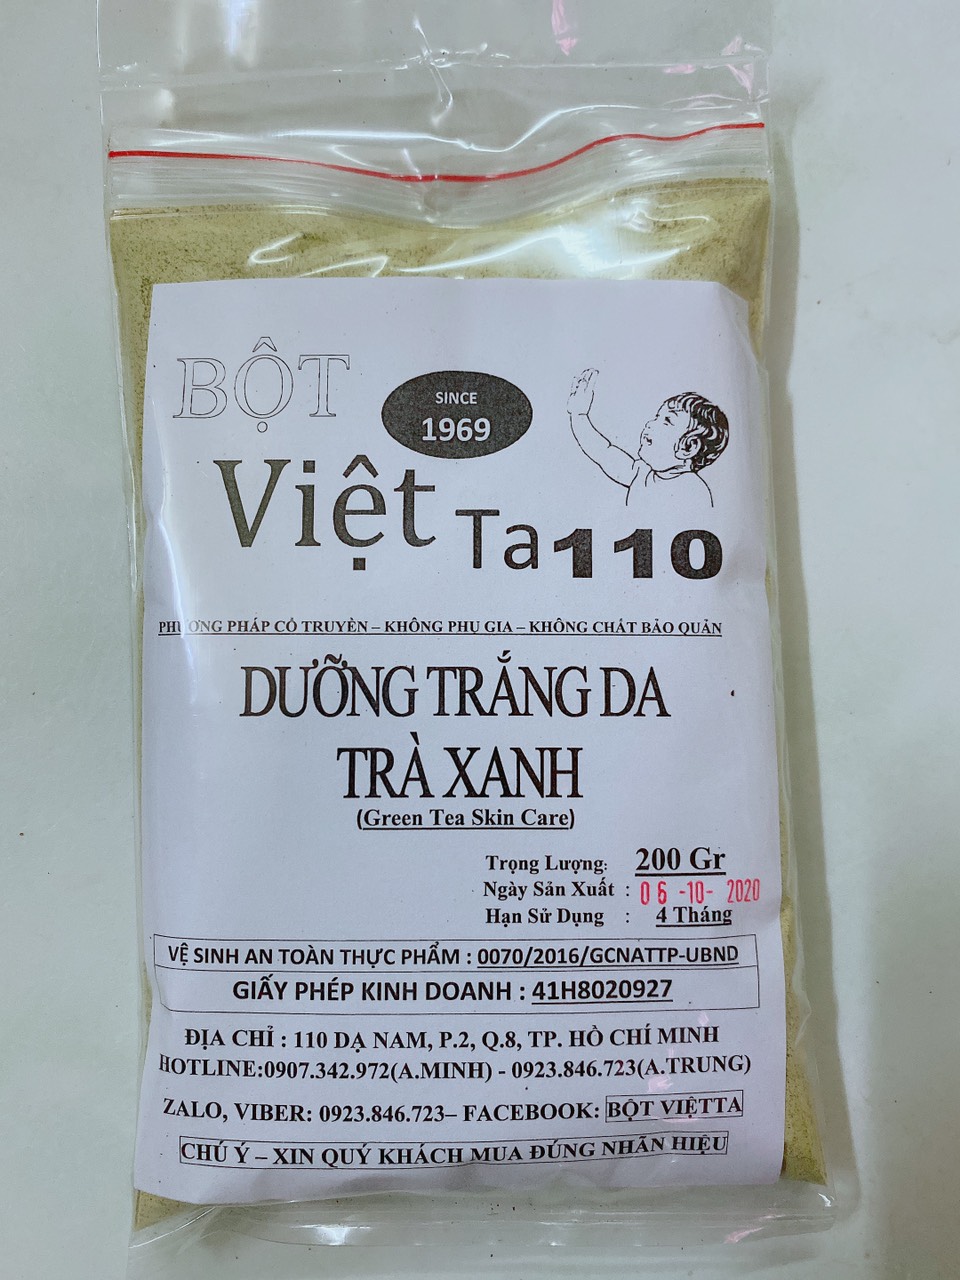 BỘT
SINCE
1969
Việt Ta 110
PHƯƠNG PHÁP CỔ TRUYỀN – KHÔNG PHỤ GIA – KHÔNG CHẤT BẢO QUẢN
DƯỠNG TRẮNG DA
TRÀ XANH
(Green Tea Skin Care)
Trọng Lượng: 200 Gr
Ngày Sản Xuất : 06 -10- 2020
Hạn Sử Dụng : 4 Tháng
VỆ SINH AN TOÀN THỰC PHẨM : 0070/2016/GCNATTP-UBND
GIẤY PHÉP KINH DOANH : 41H8020927
ĐỊA CHỈ : 110 DẠ NAM, P.2, Q.8, TP. HỒ CHÍ MINH
HOTLINE:0907.342.972(A.MINH) - 0923.846.723(A.TRUNG)
ZALO, VIBER: 0923.846.723– FACEBOOK: BỘT VIỆTTA
CHÚ Ý – XIN QUÝ KHÁCH MUA ĐÚNG NHÃN HIỆU